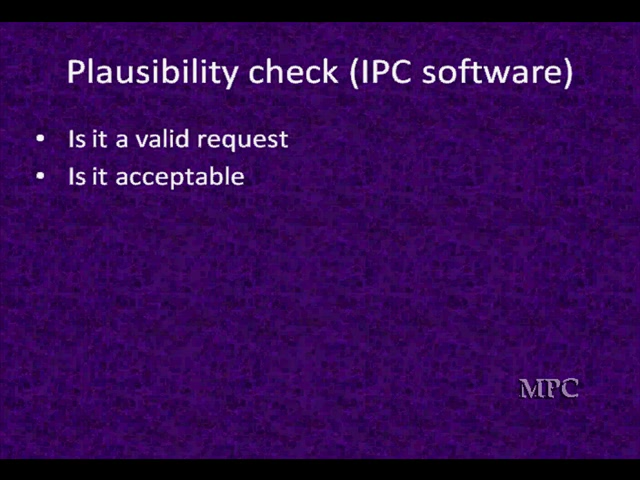 Plausibility check (IPC software)
• Is it a valid request
• Is it acceptable
MPC